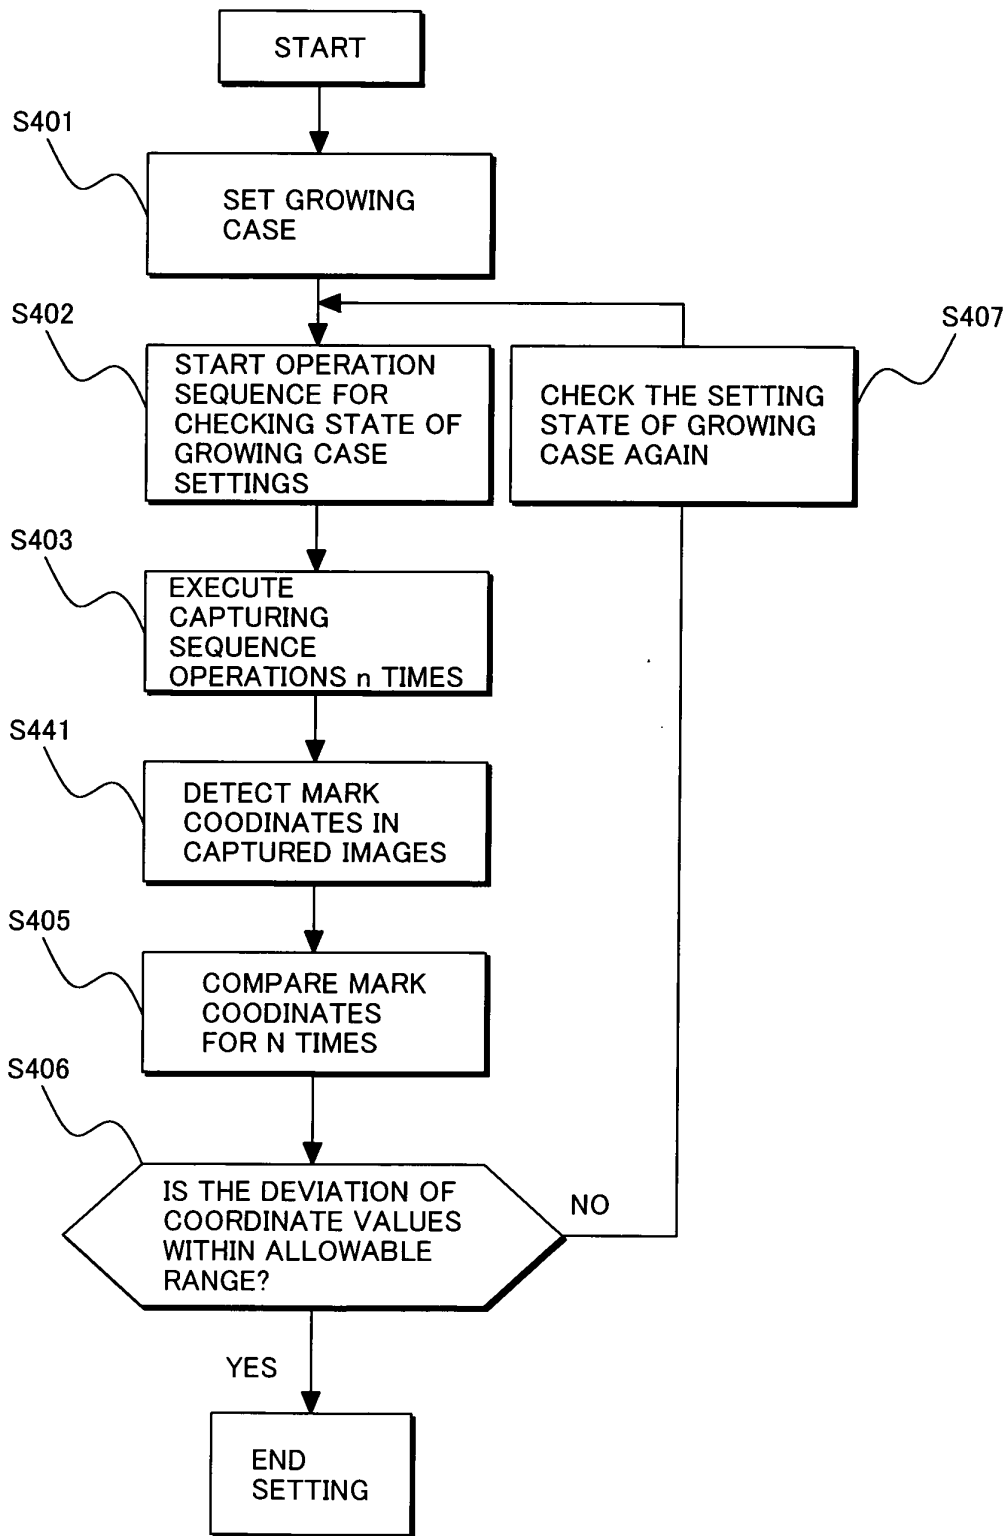 START
S401
SET GROWING
CASE
S402
START OPERATION
SEQUENCE FOR
CHECKING STATE OF
GROWING CASE
SETTINGS
S407
CHECK THE SETTING
STATE OF GROWING
CASE AGAIN
S403
EXECUTE
CAPTURING
SEQUENCE
OPERATIONS n TIMES
S441
DETECT MARK
COODINATES IN
CAPTURED IMAGES
S405
COMPARE MARK
COODINATES
FOR N TIMES
S406
IS THE DEVIATION OF
COORDINATE VALUES
WITHIN ALLOWABLE
RANGE?
NO
YES
END
SETTING